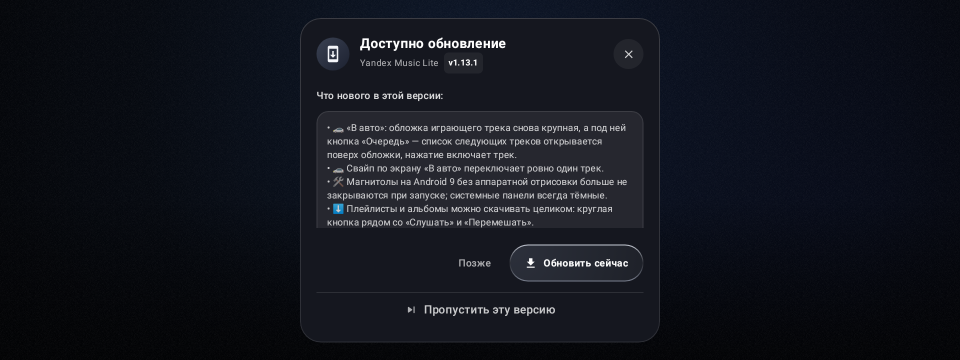 Доступно обновление
Yandex Music Lite v1.13.1
Что нового в этой версии:
• 🚗 «В авто»: обложка играющего трека снова крупная, а под ней
кнопка «Очередь» — список следующих треков открывается
поверх обложки, нажатие включает трек.
• 🚗 Свайп по экрану «В авто» переключает ровно один трек.
• 🛠 Магнитолы на Android 9 без аппаратной отрисовки больше не
закрываются при запуске; системные панели всегда тёмные.
• ⬇️ Плейлисты и альбомы можно скачивать целиком: круглая
кнопка рядом со «Слушать» и «Перемешать».
Позже
Обновить сейчас
Пропустить эту версию